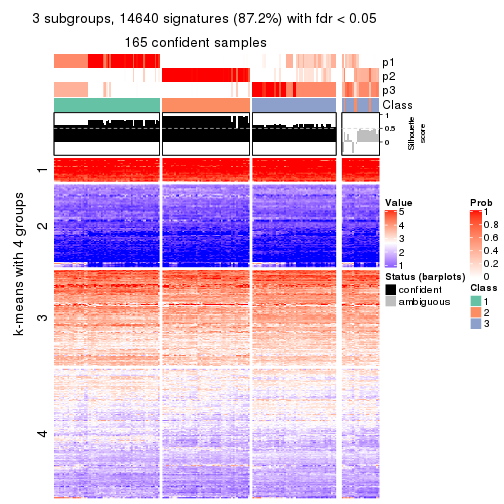 3 subgroups, 14640 signatures (87.2%) with fdr < 0.05
165 confident samples
p1
p2
p3
Class
1
0.5
0
Silhouette
score
k-means with 4 groups
1
2
3
4
Value
5
4
3
2
1
Status (barplots)
confident
ambiguous
Prob
1
0.8
0.6
0.4
0.2
0
Class
1
2
3